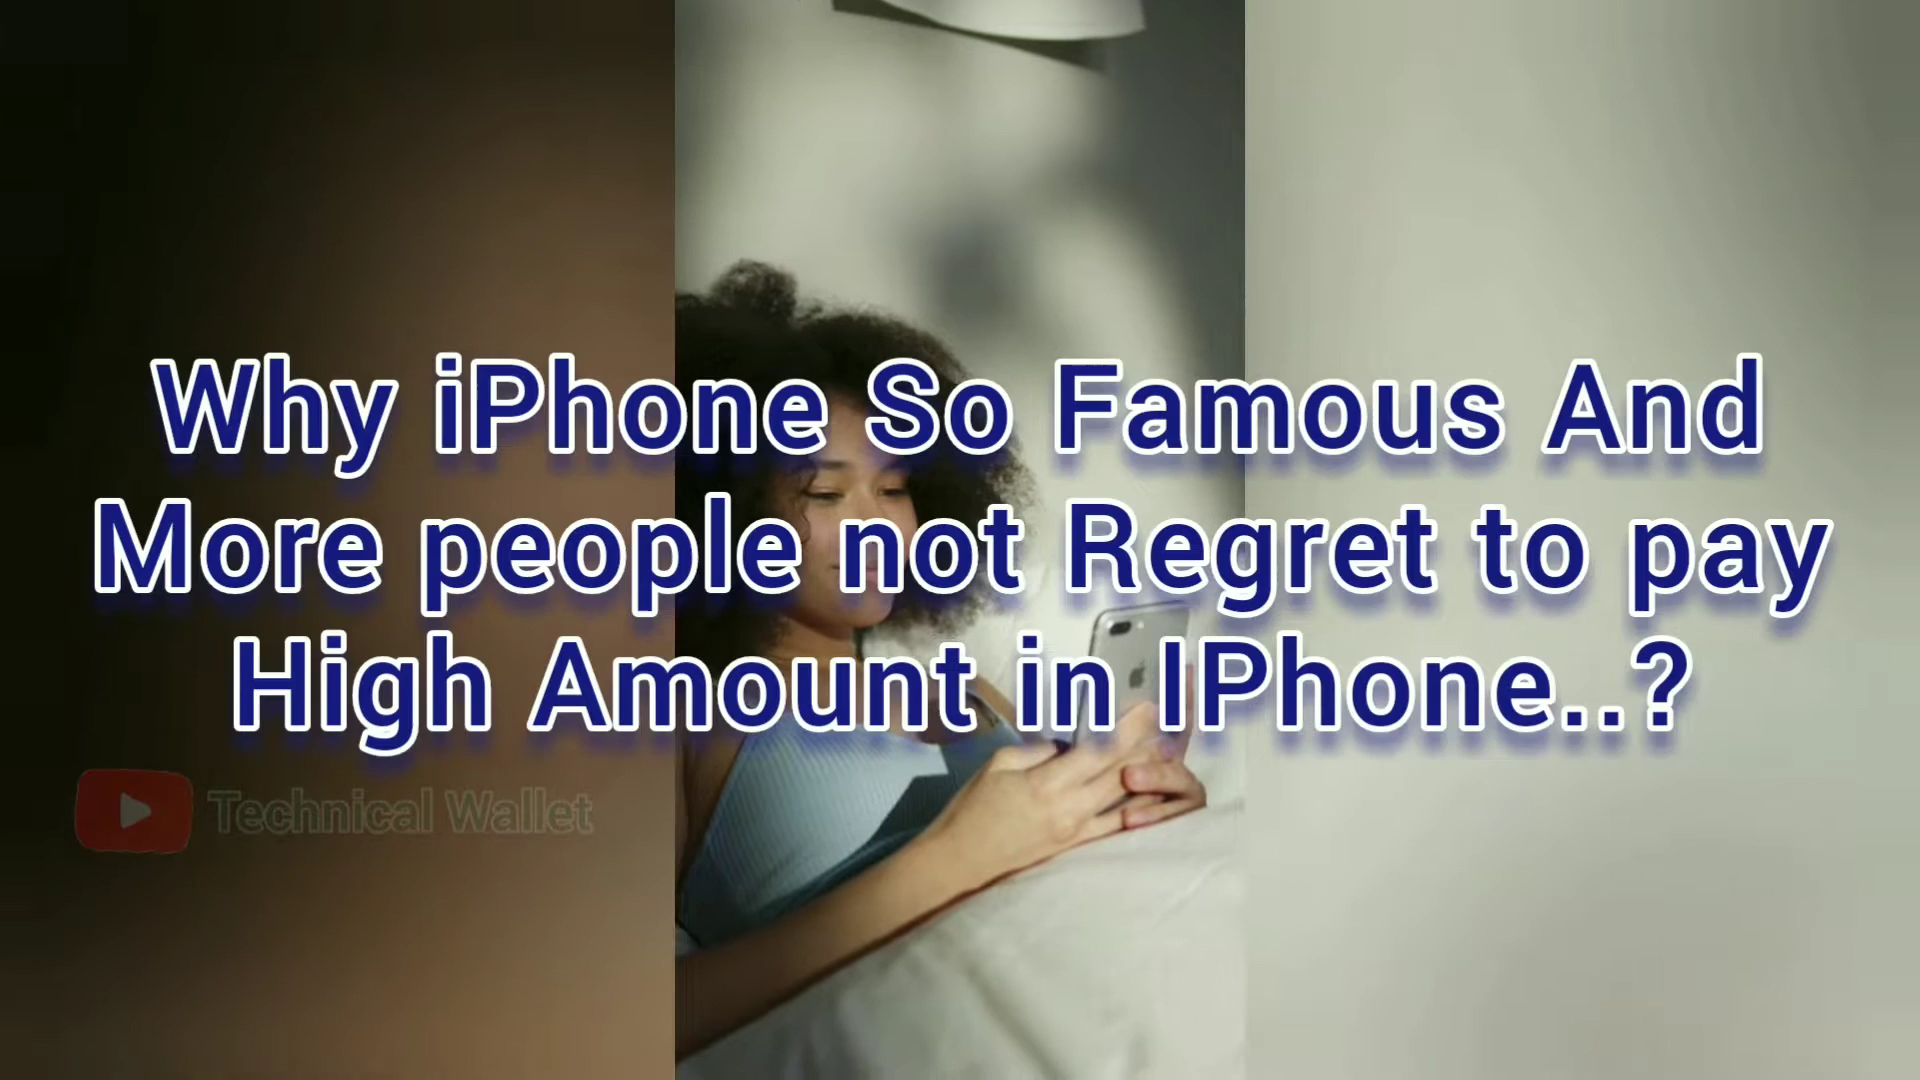 Why iPhone So Famous And
More people not Regret to pay
High Amount in IPhone..?
Technical Wallet